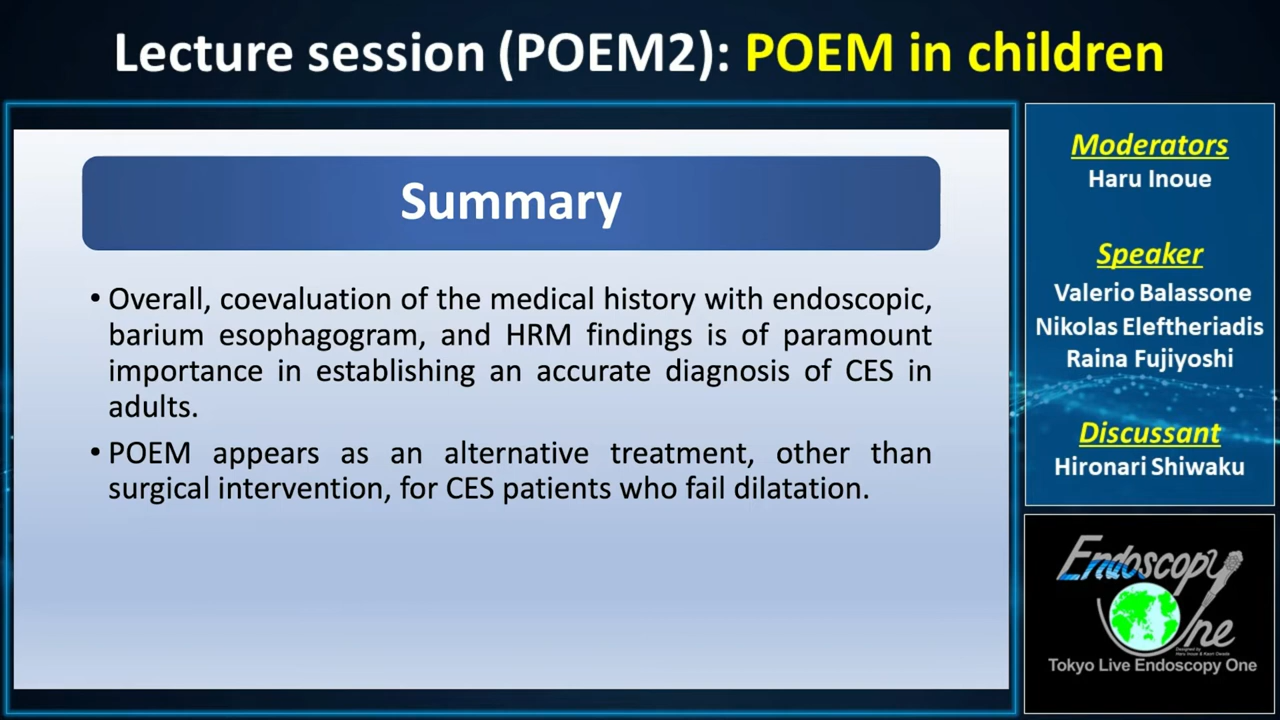 Lecture session (POEM2): POEM in children
Summary
• Overall, coevaluation of the medical history with endoscopic,
barium esophagogram, and HRM findings is of paramount
importance in establishing an accurate diagnosis of CES in
adults.
• POEM appears as an alternative treatment, other than
surgical intervention, for CES patients who fail dilatation.
Moderators
Haru Inoue
Speaker
Valerio Balassone
Nikolas Eleftheriadis
Raina Fujiyoshi
Discussant
Hironari Shiwaku
Endoscopy
One
Designed by
Tokyo Live Endoscopy One